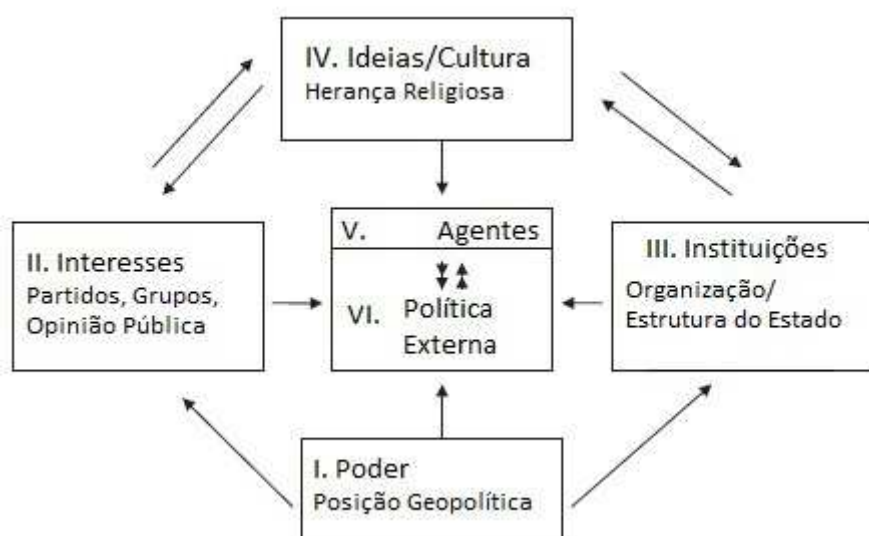 IV. Ideias/Cultura
Herança Religiosa
II. Interesses
Partidos, Grupos,
Opinião Pública
V. Agentes
VI. Política
Externa
III. Instituições
Organização/
Estrutura do Estado
I. Poder
Posição Geopolítica